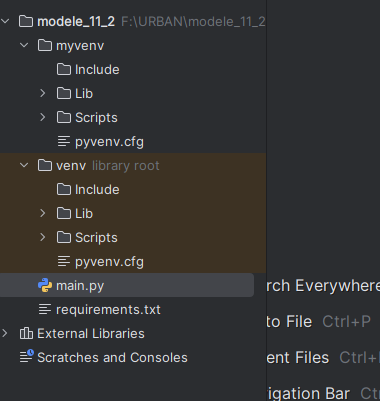 modele_11_2 F:\URBAN\modele_11_2
myvenv
Include
Lib
Scripts
pyvenv.cfg
venv library root
Include
Lib
Scripts
pyvenv.cfg
main.py
rch Everywhere
requirements.txt
to File Ctrl+P
External Libraries
Scratches and Consoles
ent Files Ctrl+
igation Bar Ctrl+